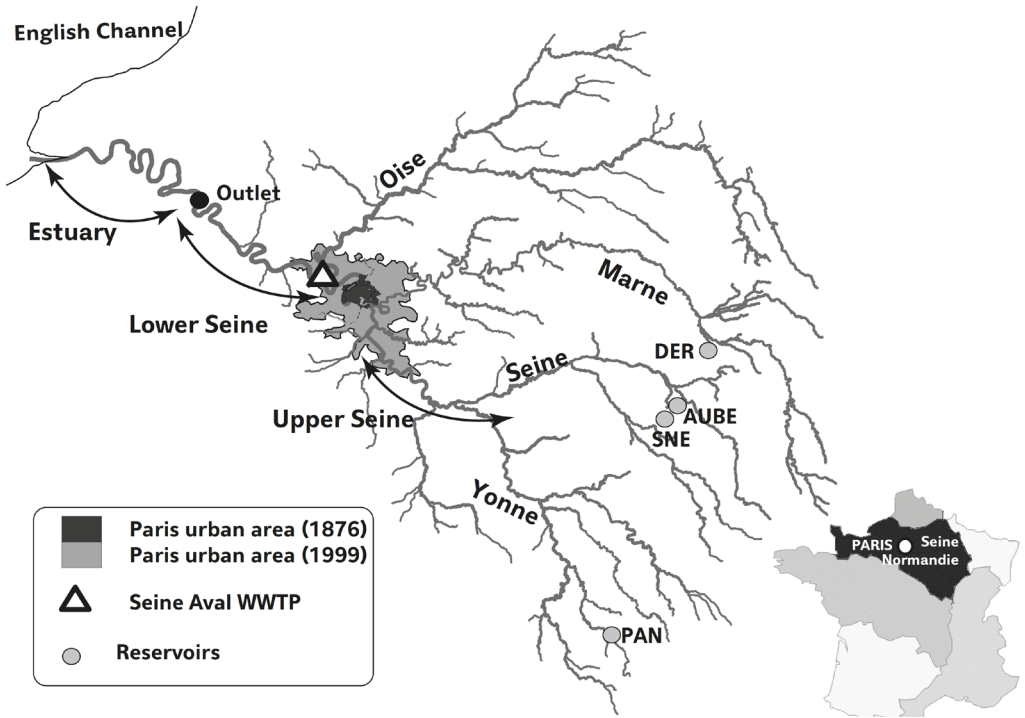 English Channel
Oise
Outlet
Estuary
Marne
Lower Seine
DER
Seine
AUBE
Upper Seine
SNE
Yonne
Paris urban area (1876)
Paris urban area (1999)
Seine Aval WWTP
Reservoirs
PAN
PARIS
Seine
Normandie